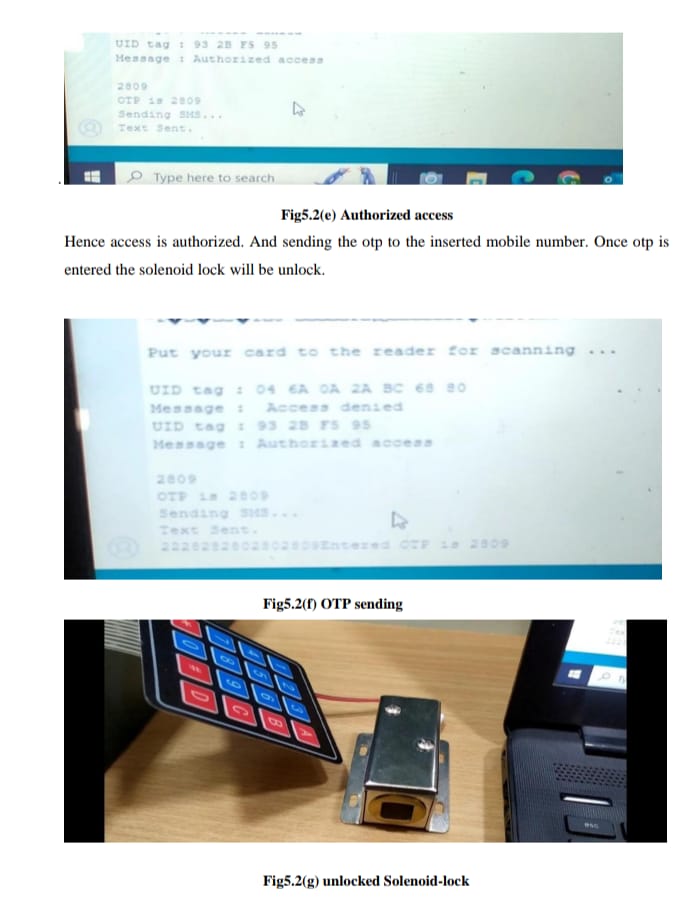 UID tag : 93 2B F5 95
Message : Authorized access
2809
OTP is 2809
Sending SMS...
Text Sent.
Type here to search
Fig5.2(e) Authorized access
Hence access is authorized. And sending the otp to the inserted mobile number. Once otp is
entered the solenoid lock will be unlock.
Put your card to the reader for scanning ...
UID tag : 04 6A 0A 2A BC 68 80
Message : Access denied
UID tag : 93 2B F5 95
Message : Authorized access
2809
OTP is 2809
Sending SMS...
Text Sent.
Entered OTP is 2809
Fig5.2(f) OTP sending
1 2 3 A
4 5 6 B
7 8 9 C
* 0 # D
esc
Fig5.2(g) unlocked Solenoid-lock